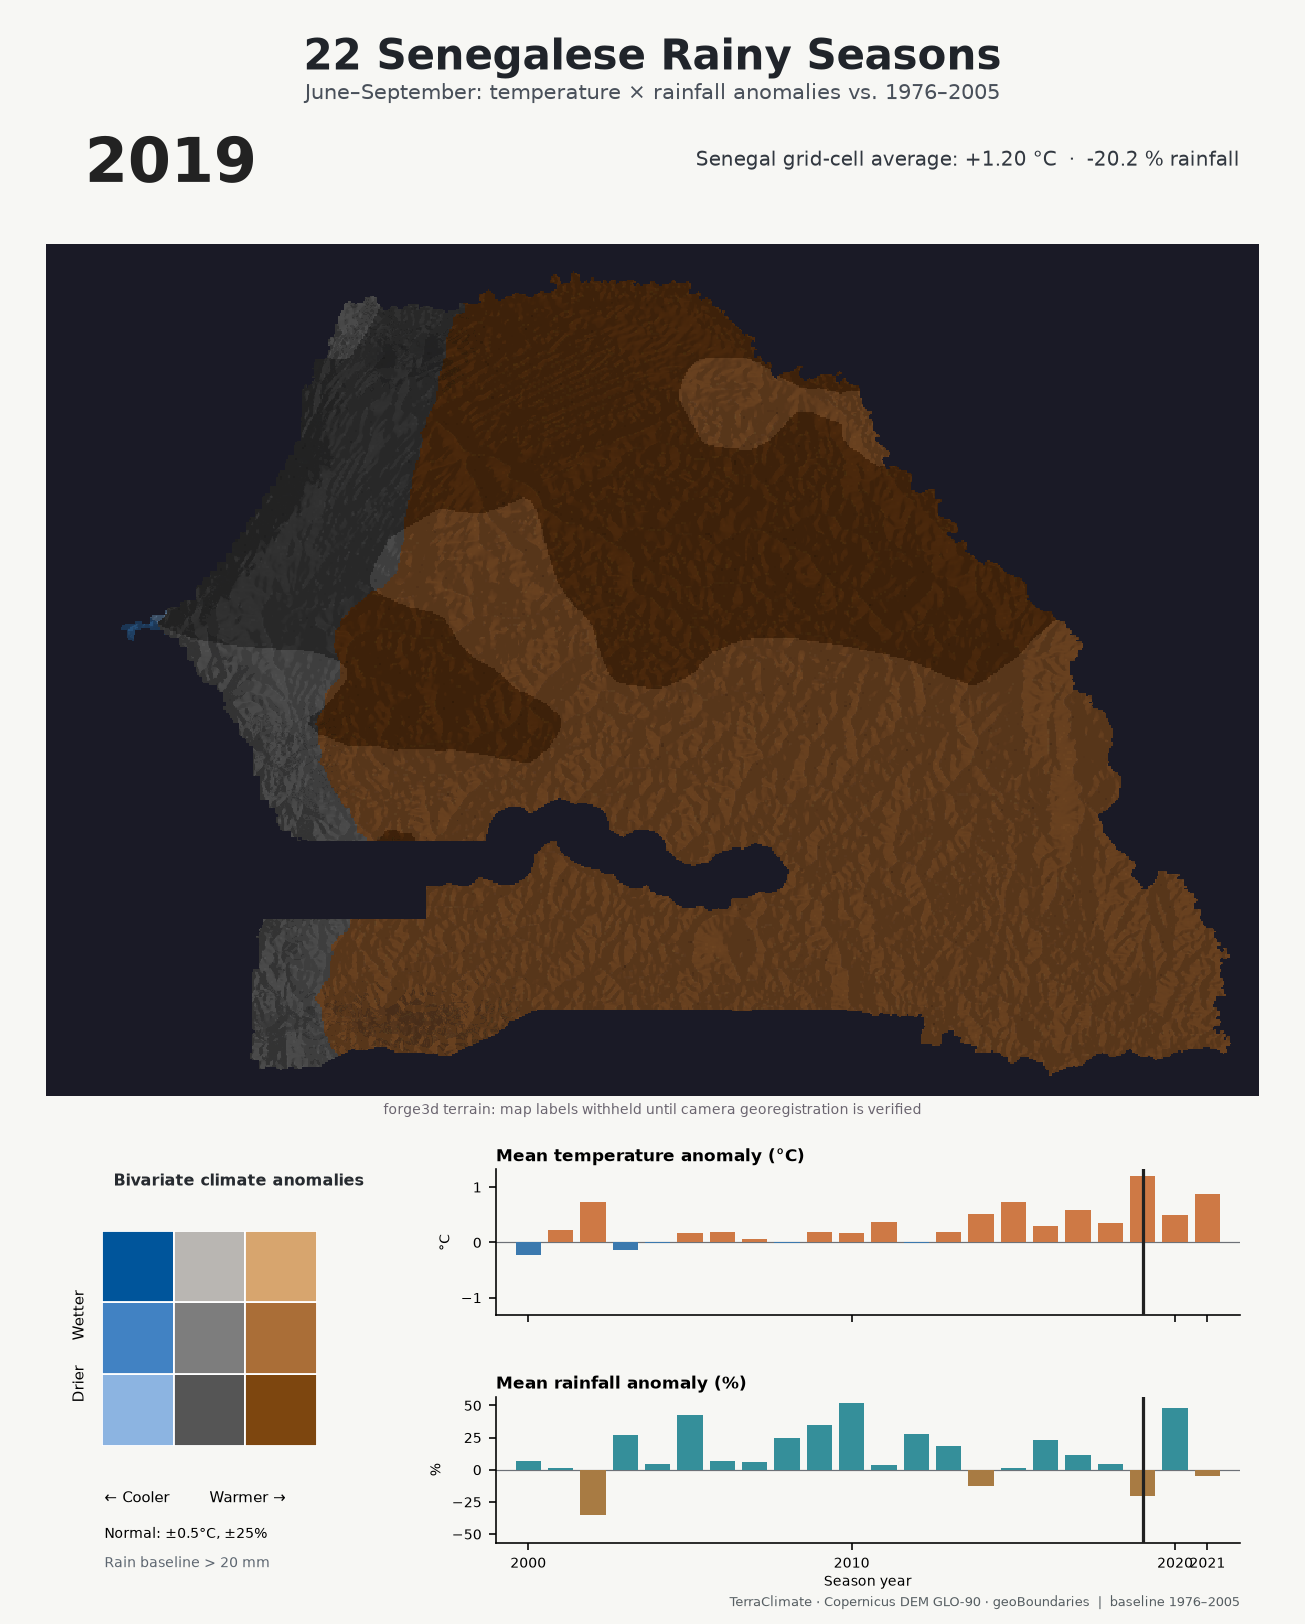 22 Senegalese Rainy Seasons
June–September: temperature × rainfall anomalies vs. 1976–2005
2019
Senegal grid-cell average: +1.20 °C · -20.2 % rainfall
forge3d terrain: map labels withheld until camera georegistration is verified
Bivariate climate anomalies
Wetter
Drier
← Cooler
Warmer →
Normal: ±0.5°C, ±25%
Rain baseline > 20 mm
Mean temperature anomaly (°C)
°C
1
0
−1
Mean rainfall anomaly (%)
%
50
25
0
−25
−50
2000
2010
2020
2021
Season year
TerraClimate · Copernicus DEM GLO-90 · geoBoundaries | baseline 1976–2005